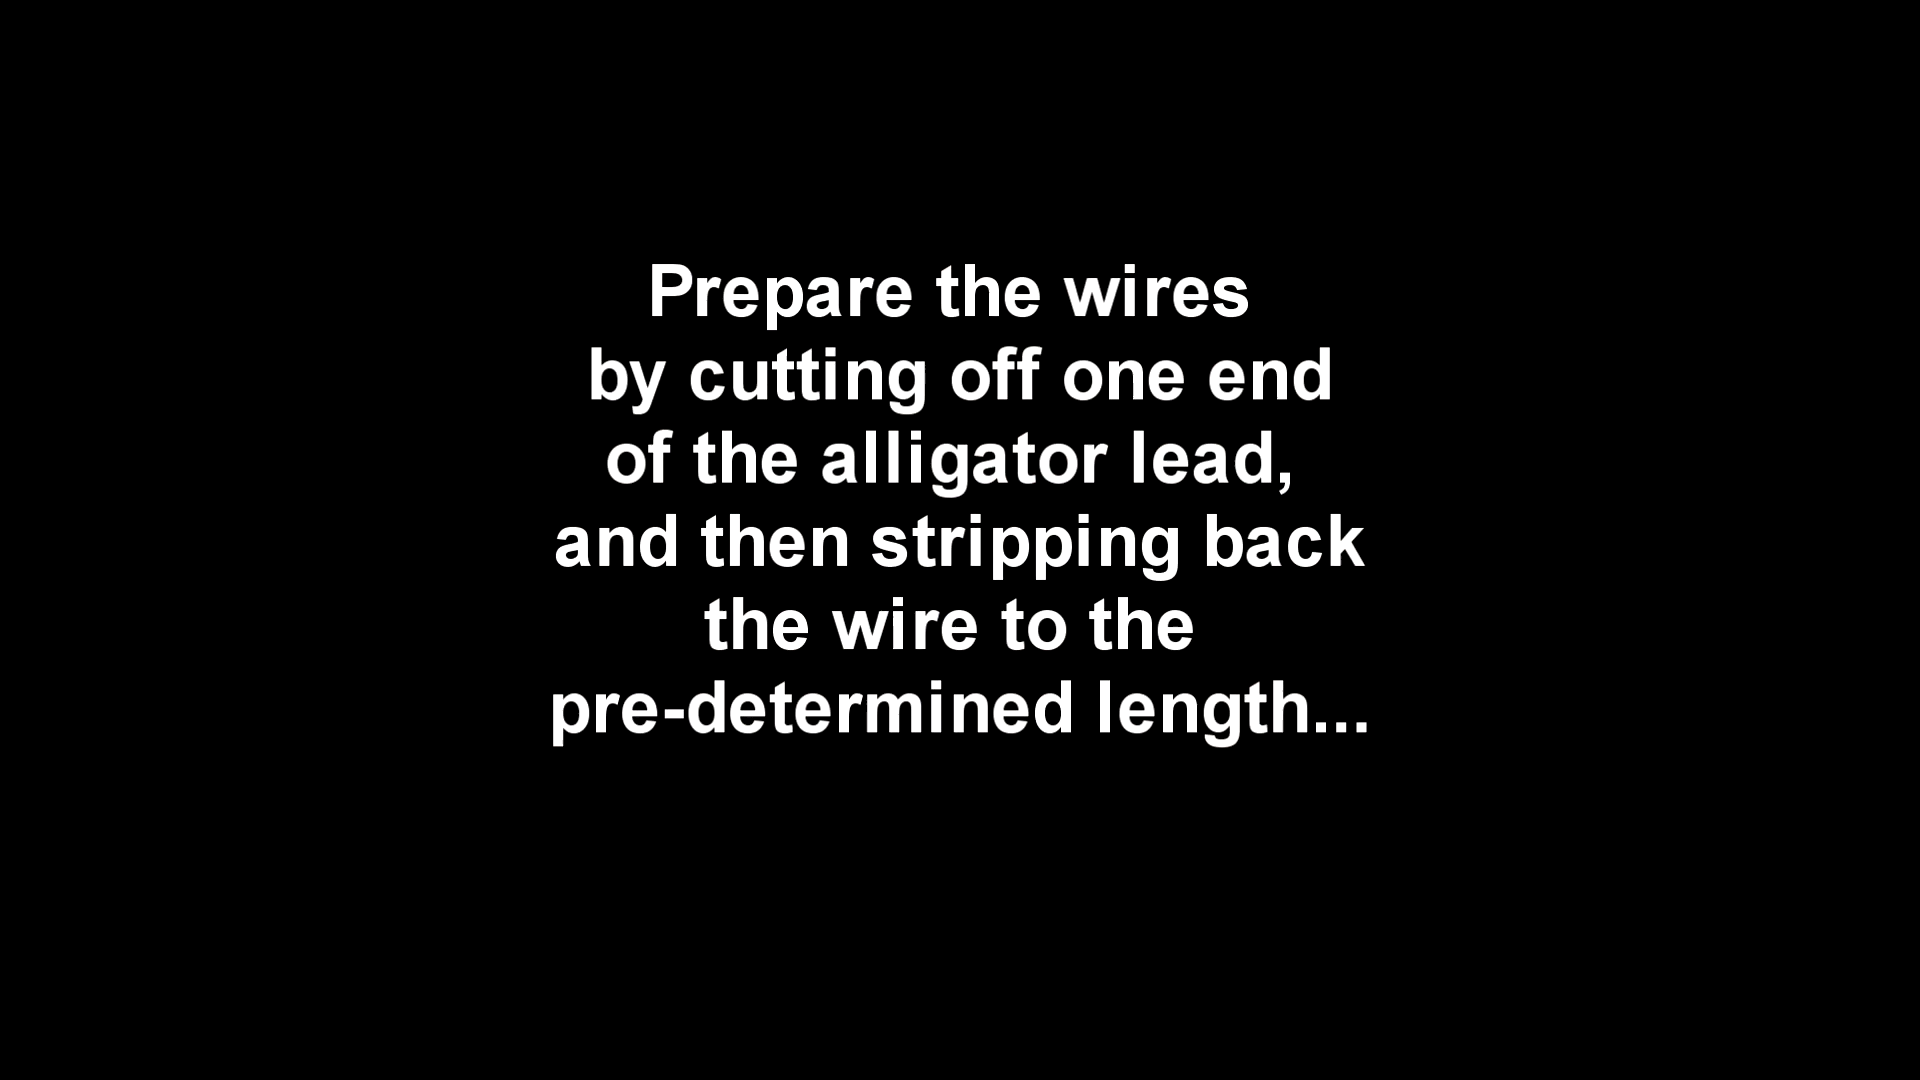 Prepare the wires
by cutting off one end
of the alligator lead,
and then stripping back
the wire to the
pre-determined length...